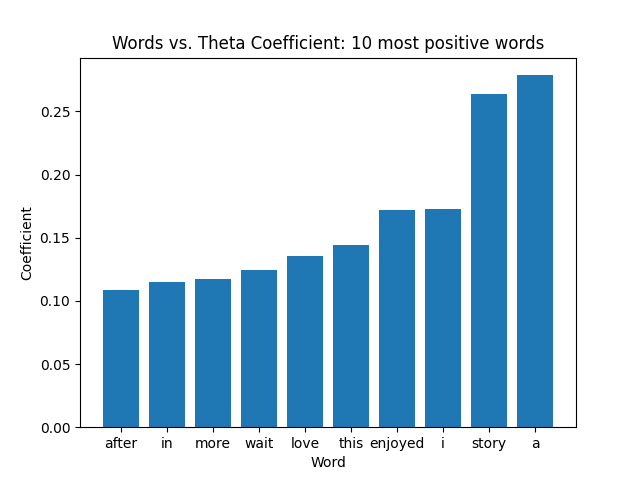 Words vs. Theta Coefficient: 10 most positive words
Coefficient
0.25
0.20
0.15
0.10
0.05
0.00
after in more wait love this enjoyed i story a
Word